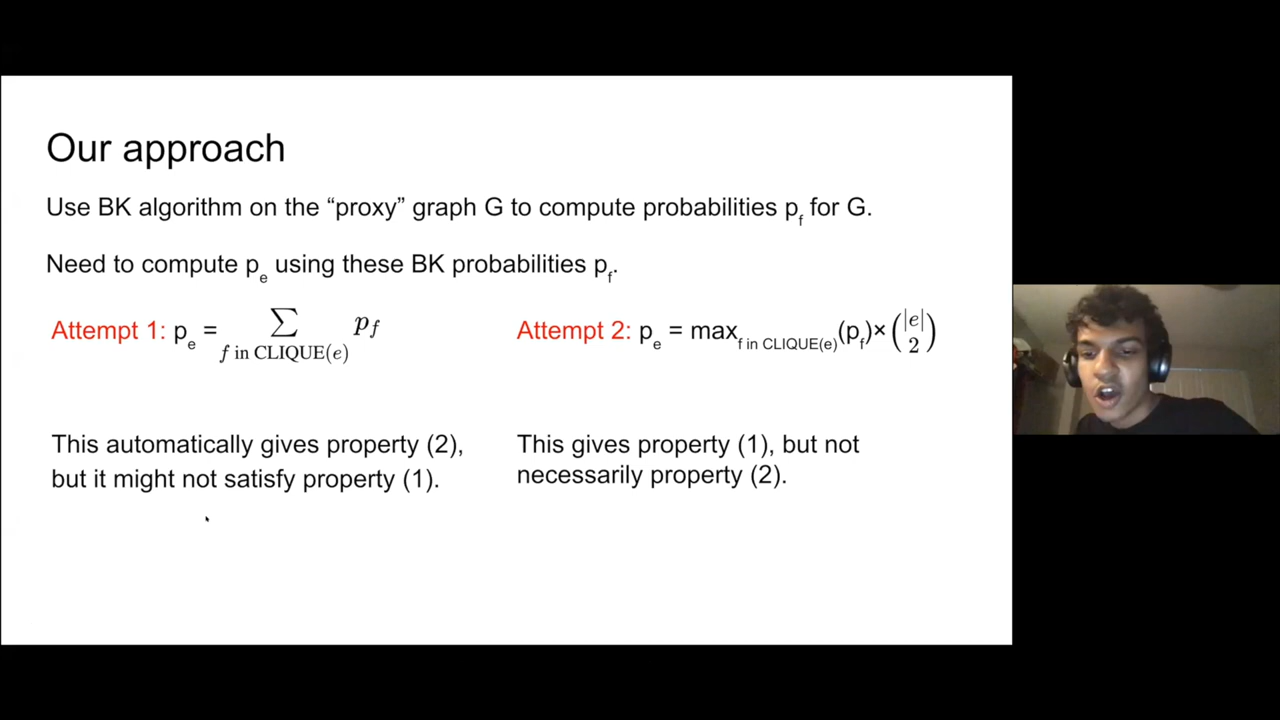 Our approach
Use BK algorithm on the “proxy” graph G to compute probabilities p_f for G.
Need to compute p_e using these BK probabilities p_f.
Attempt 1: p_e = ∑_{f in CLIQUE(e)} p_f
This automatically gives property (2),
but it might not satisfy property (1).
Attempt 2: p_e = max_{f in CLIQUE(e)}(p_f)×(|e| 2)
This gives property (1), but not
necessarily property (2).